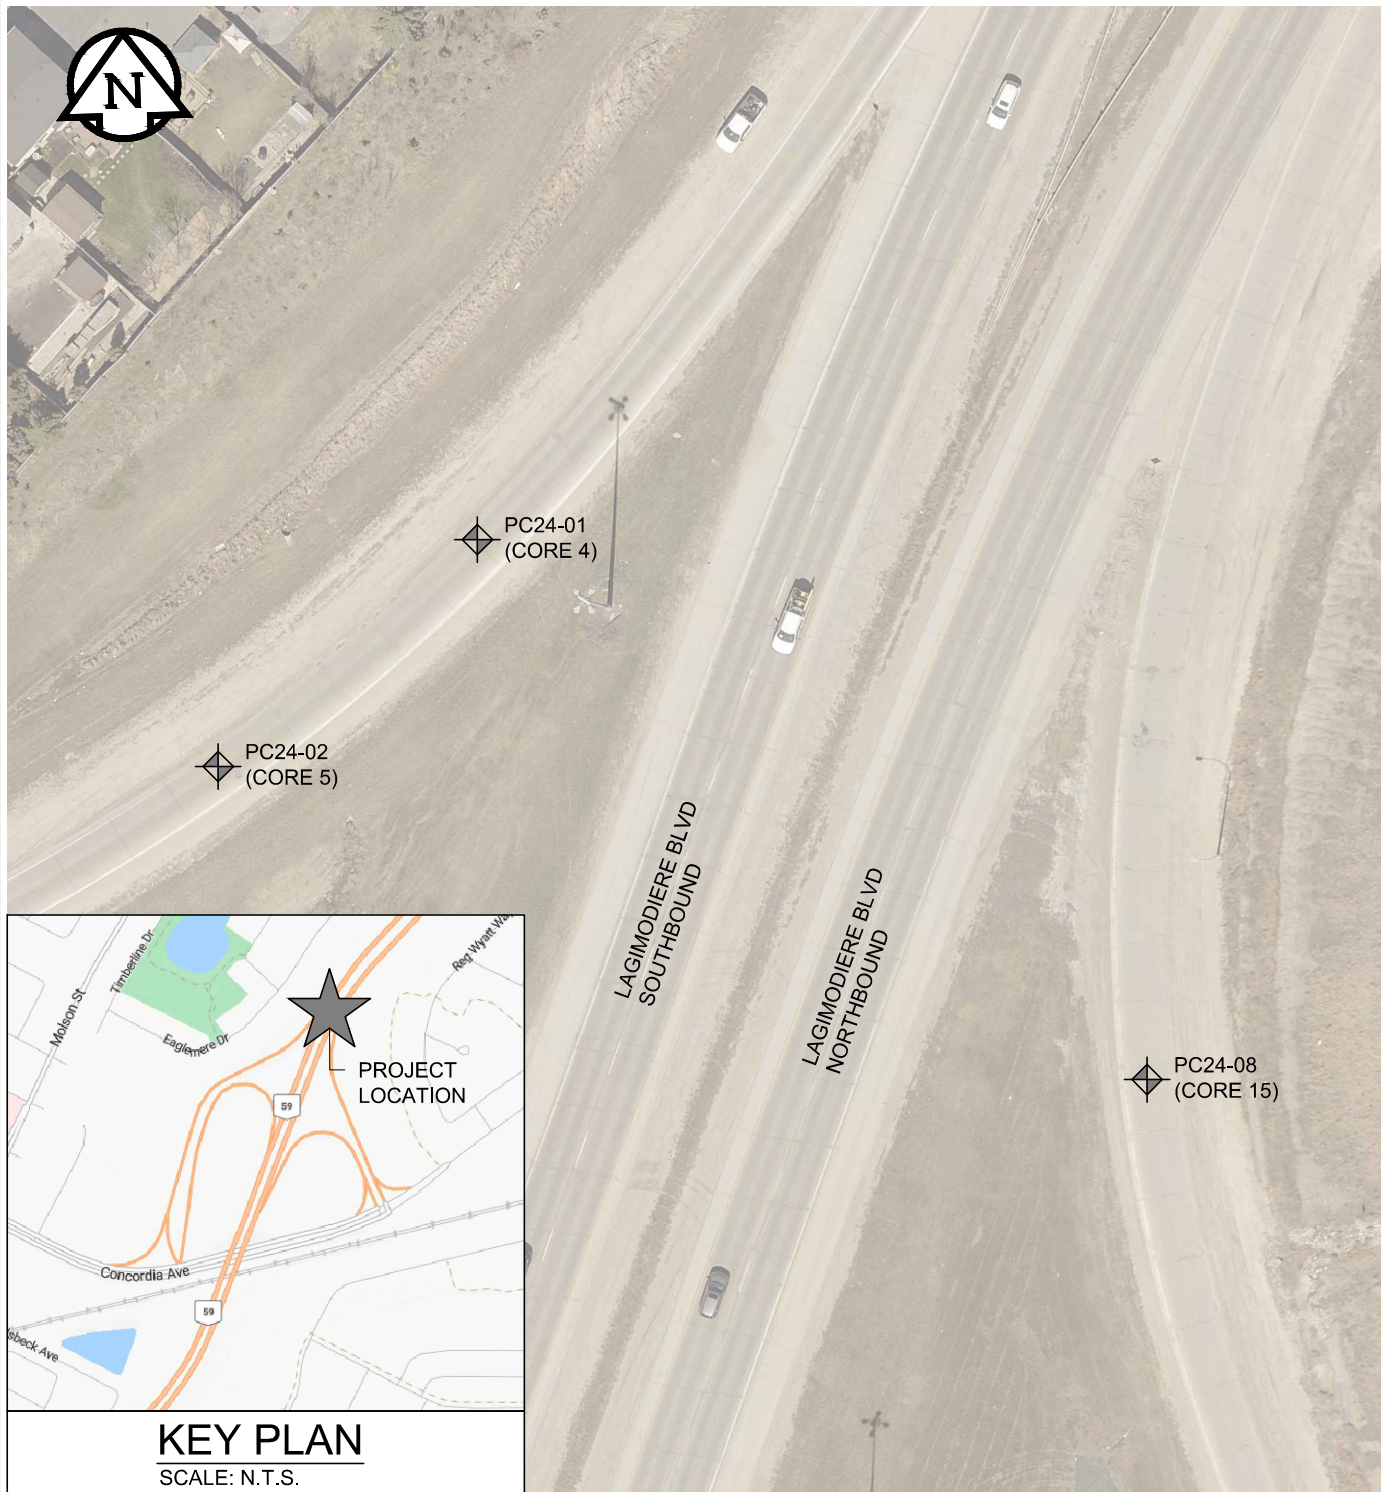 N
PC24-01
(CORE 4)
PC24-02
(CORE 5)
LAGIMODIERE BLVD
SOUTHBOUND
LAGIMODIERE BLVD
NORTHBOUND
PC24-08
(CORE 15)
Timberline Dr
Molson St
Eaglemere Dr
Reg Wyatt
PROJECT
LOCATION
59
Concordia Ave
59
sbeck Ave
KEY PLAN
SCALE: N.T.S.